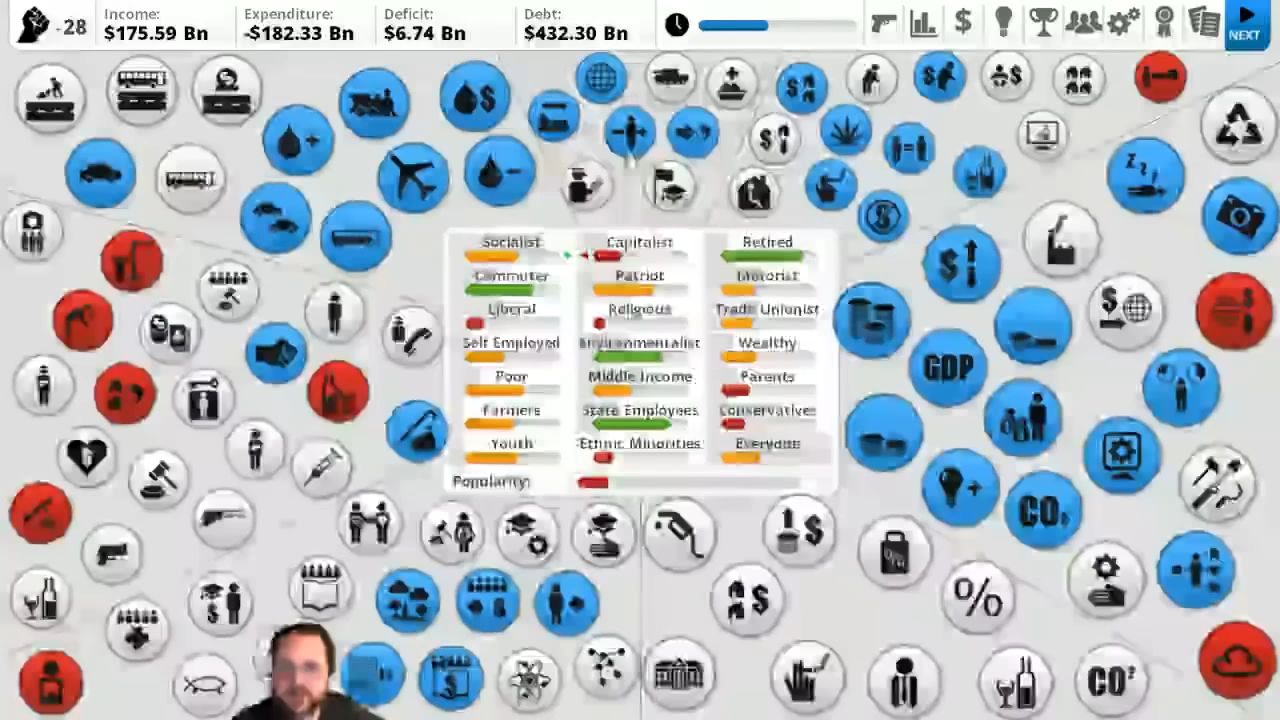 -28
Income:
$175.59 Bn
Expenditure:
-$182.33 Bn
Deficit:
$6.74 Bn
Debt:
$432.30 Bn
NEXT
Socialist Capitalist Retired
Commuter Patriot Motorist
Liberal Religious Trade Unionist
Self Employed Environmentalist Wealthy
Poor Middle Income Parents
Farmers State Employees Conservatives
Youth Ethnic Minorities Everyone
Popularity:
GDP
CO₂
%
CO²